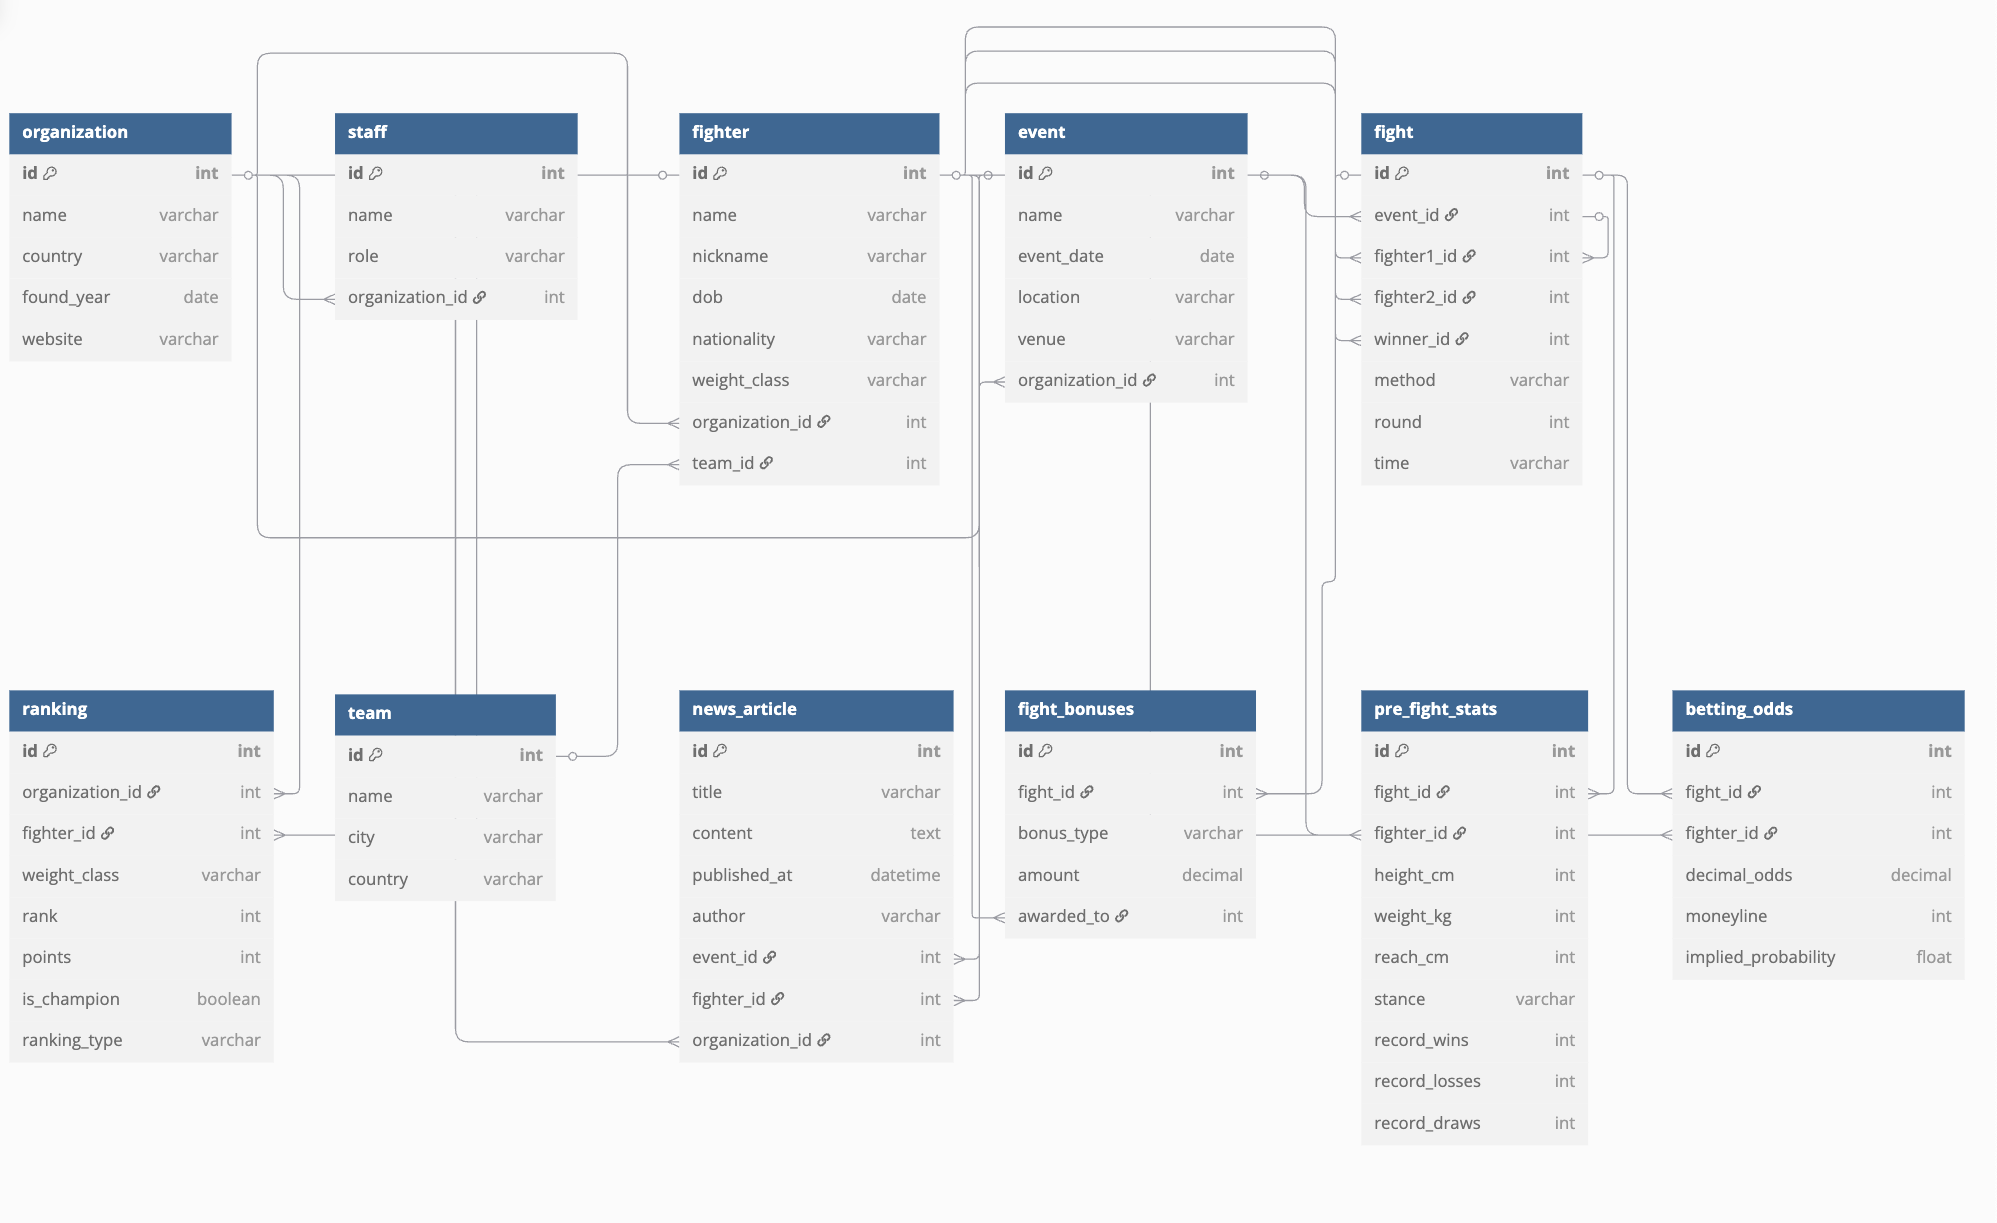 organization
id int
name varchar
country varchar
found_year date
website varchar
staff
id int
name varchar
role varchar
organization_id int
fighter
id int
name varchar
nickname varchar
dob date
nationality varchar
weight_class varchar
organization_id int
team_id int
event
id int
name varchar
event_date date
location varchar
venue varchar
organization_id int
fight
id int
event_id int
fighter1_id int
fighter2_id int
winner_id int
method varchar
round int
time varchar
ranking
id int
organization_id int
fighter_id int
weight_class varchar
rank int
points int
is_champion boolean
ranking_type varchar
team
id int
name varchar
city varchar
country varchar
news_article
id int
title varchar
content text
published_at datetime
author varchar
event_id int
fighter_id int
organization_id int
fight_bonuses
id int
fight_id int
bonus_type varchar
amount decimal
awarded_to int
pre_fight_stats
id int
fight_id int
fighter_id int
height_cm int
weight_kg int
reach_cm int
stance varchar
record_wins int
record_losses int
record_draws int
betting_odds
id int
fight_id int
fighter_id int
decimal_odds decimal
moneyline int
implied_probability float